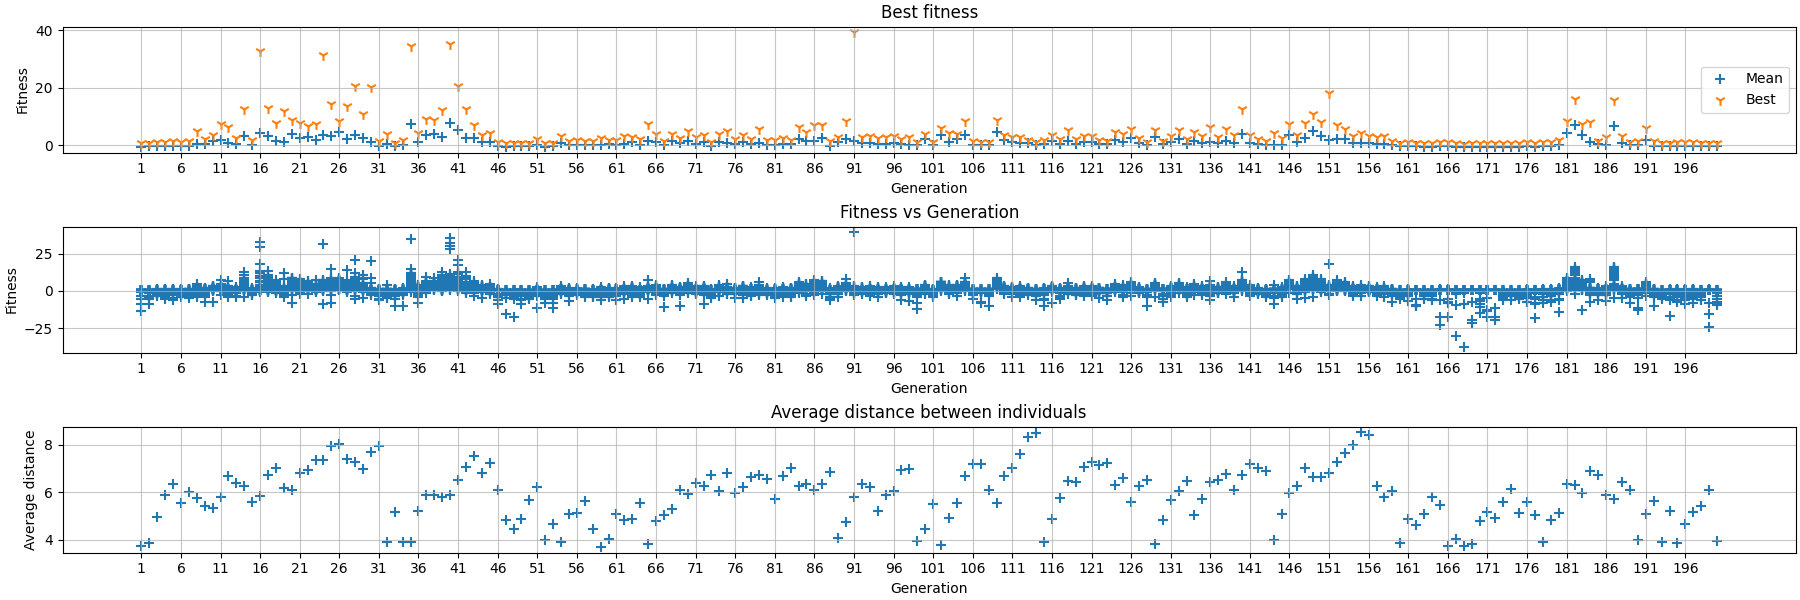 Best fitness
Fitness
40
20
0
Mean
Best
1 6 11 16 21 26 31 36 41 46 51 56 61 66 71 76 81 86 91 96 101 106 111 116 121 126 131 136 141 146 151 156 161 166 171 176 181 186 191 196
Generation
Fitness vs Generation
Fitness
25
0
−25
1 6 11 16 21 26 31 36 41 46 51 56 61 66 71 76 81 86 91 96 101 106 111 116 121 126 131 136 141 146 151 156 161 166 171 176 181 186 191 196
Generation
Average distance between individuals
Average distance
8
6
4
1 6 11 16 21 26 31 36 41 46 51 56 61 66 71 76 81 86 91 96 101 106 111 116 121 126 131 136 141 146 151 156 161 166 171 176 181 186 191 196
Generation